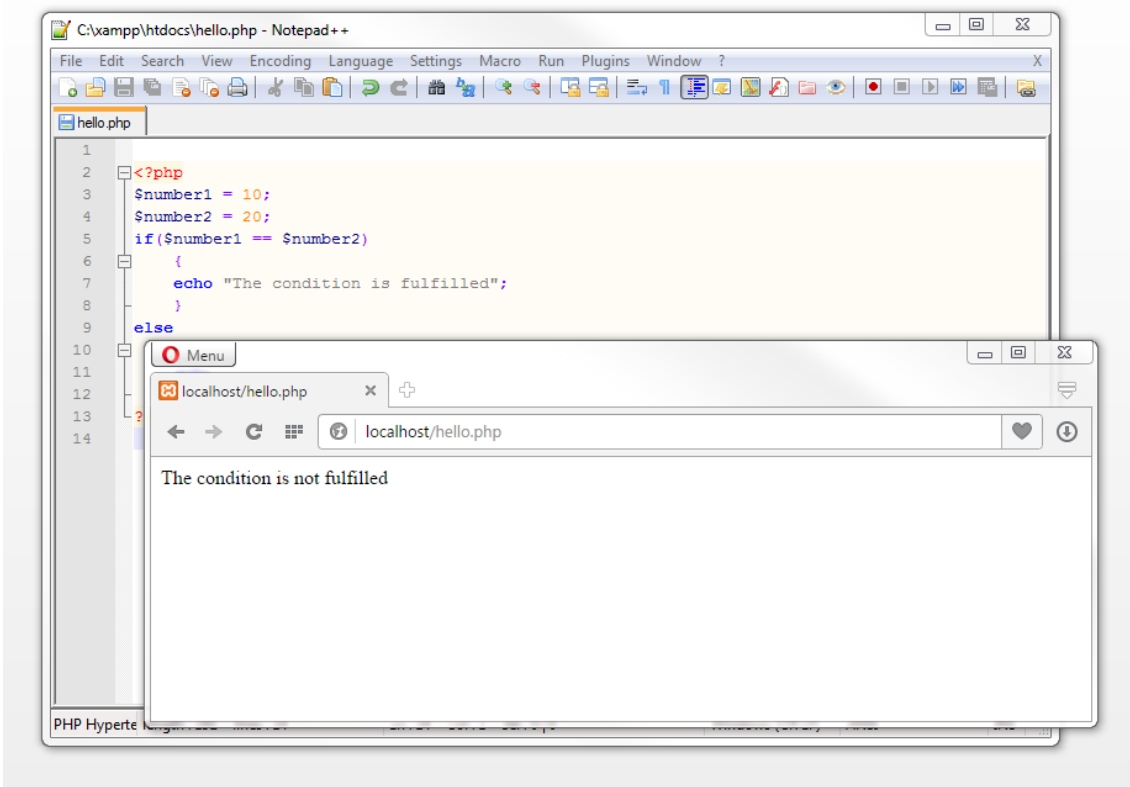 C:\xampp\htdocs\hello.php - Notepad++
File Edit Search View Encoding Language Settings Macro Run Plugins Window ? X
hello.php
1
2 <?php
3 $number1 = 10;
4 $number2 = 20;
5 if($number1 == $number2)
6 {
7 echo "The condition is fulfilled";
8 }
9 else
10
11
12
13 ?
14
Menu
localhost/hello.php
localhost/hello.php
The condition is not fulfilled
PHP Hyperte